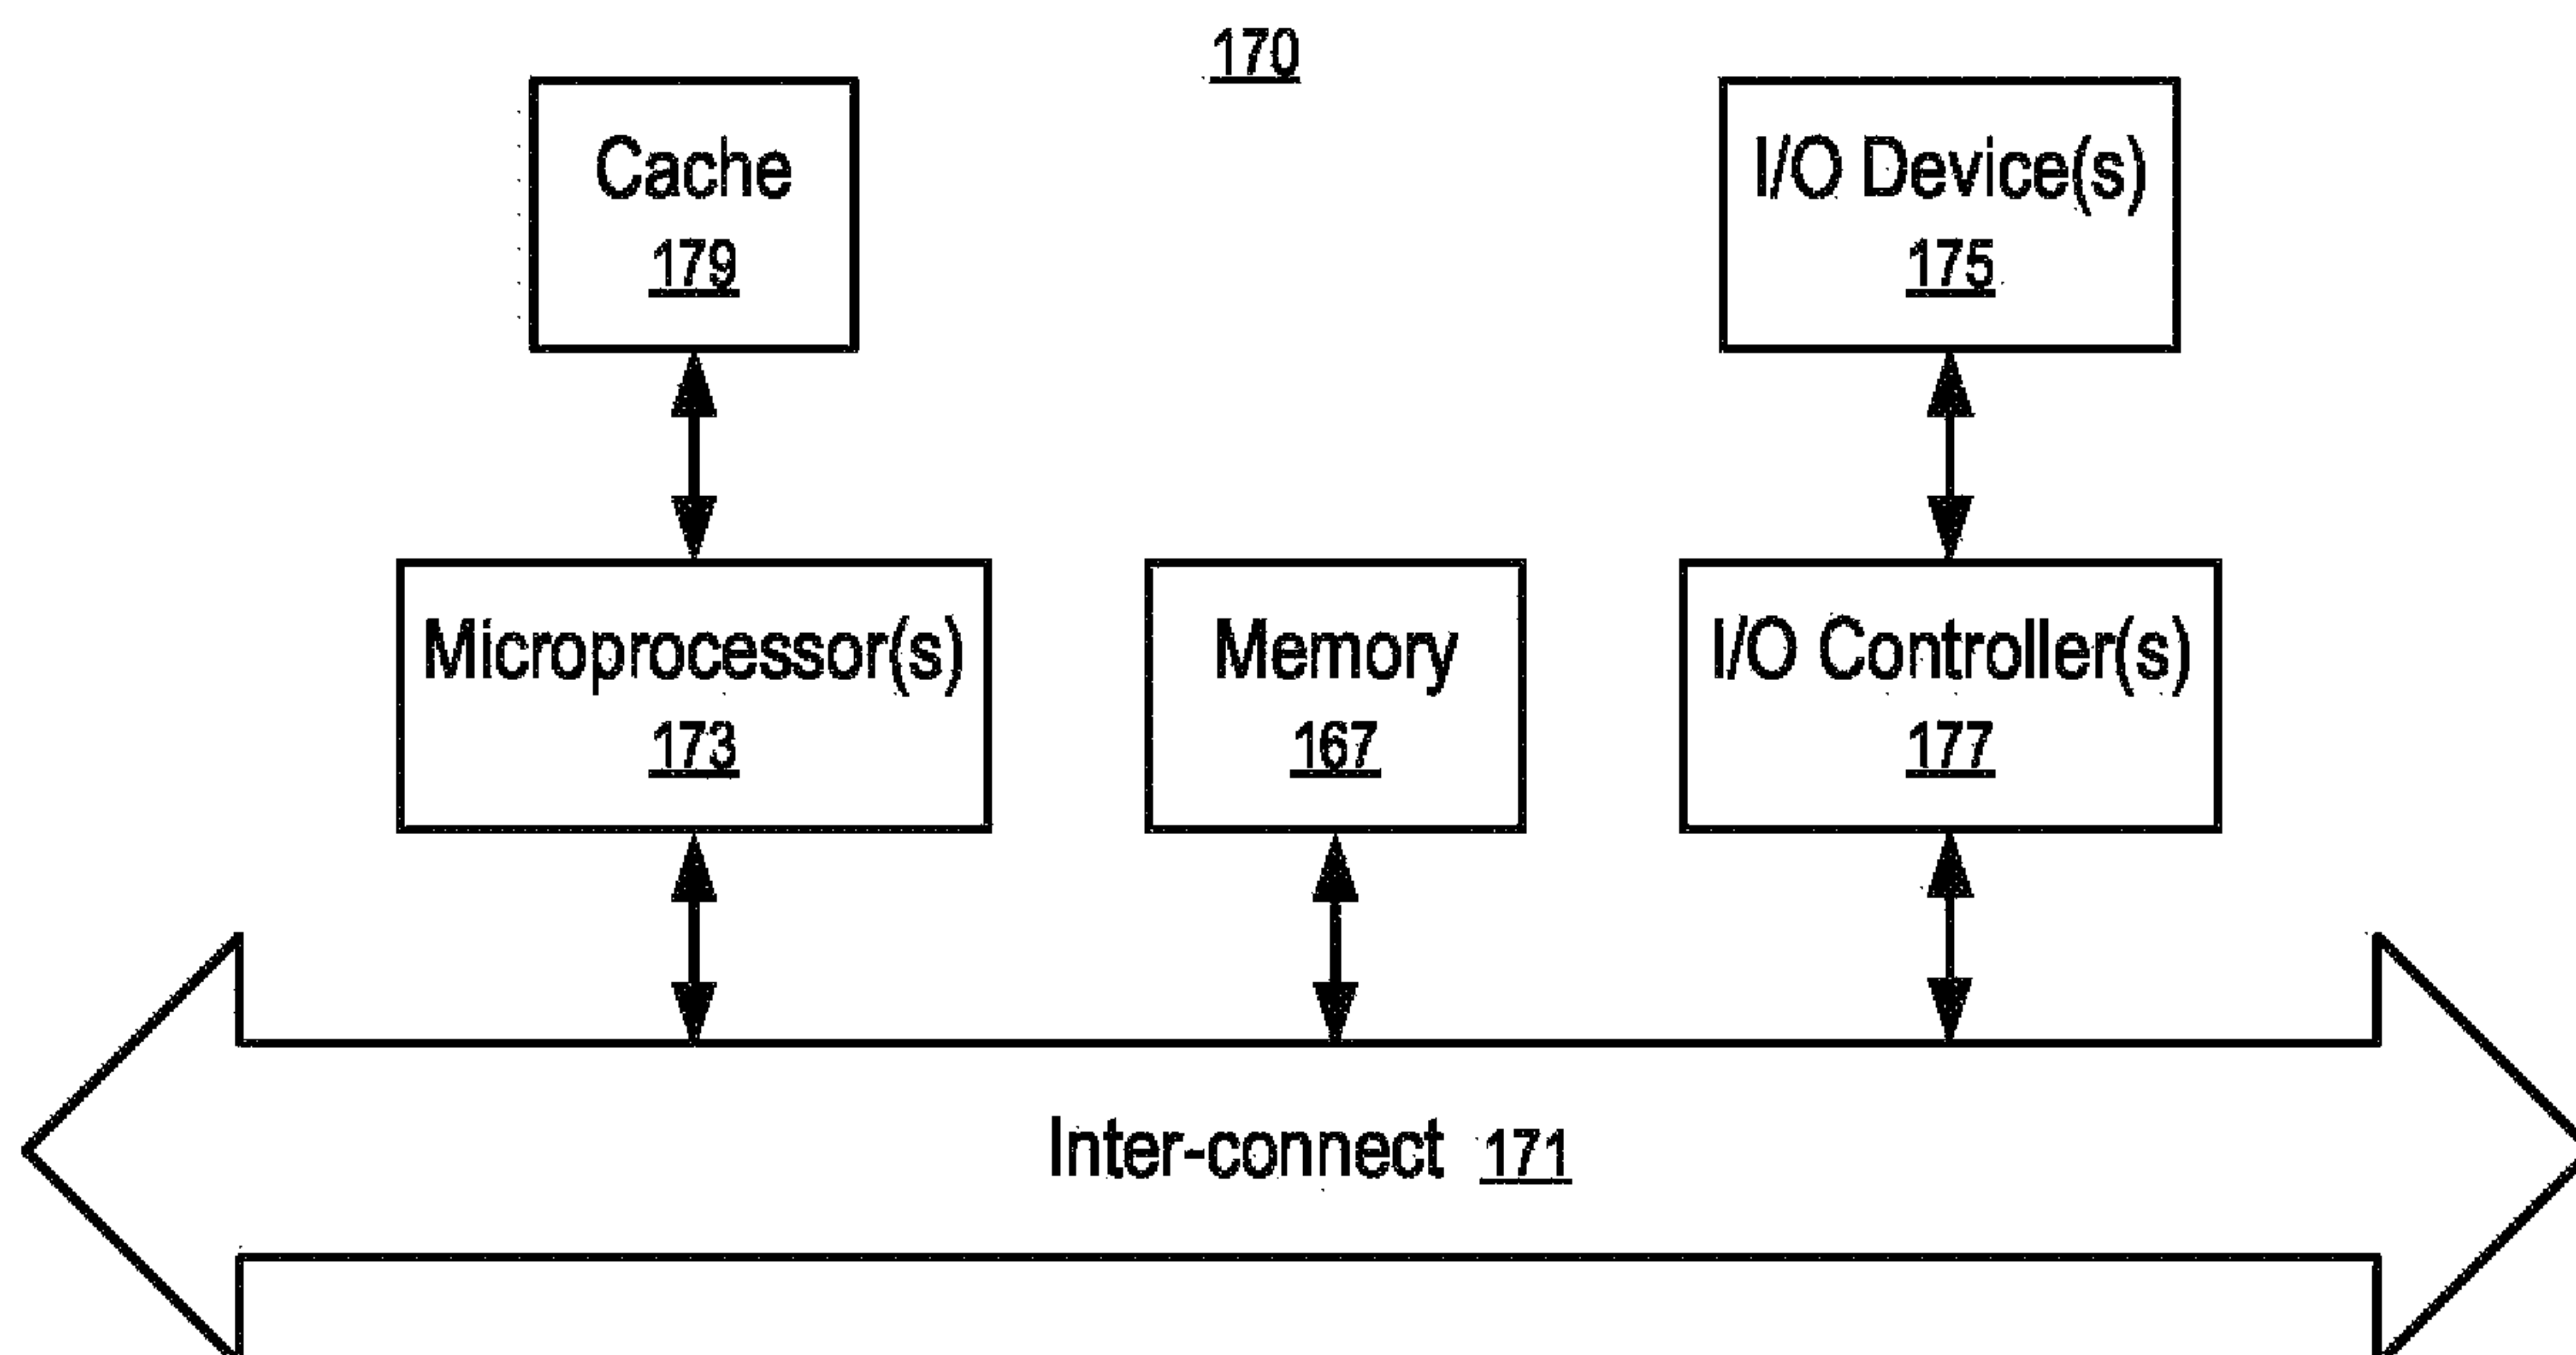 170
Cache
179
I/O Device(s)
175
Microprocessor(s)
173
Memory
167
I/O Controller(s)
177
Inter-connect 171